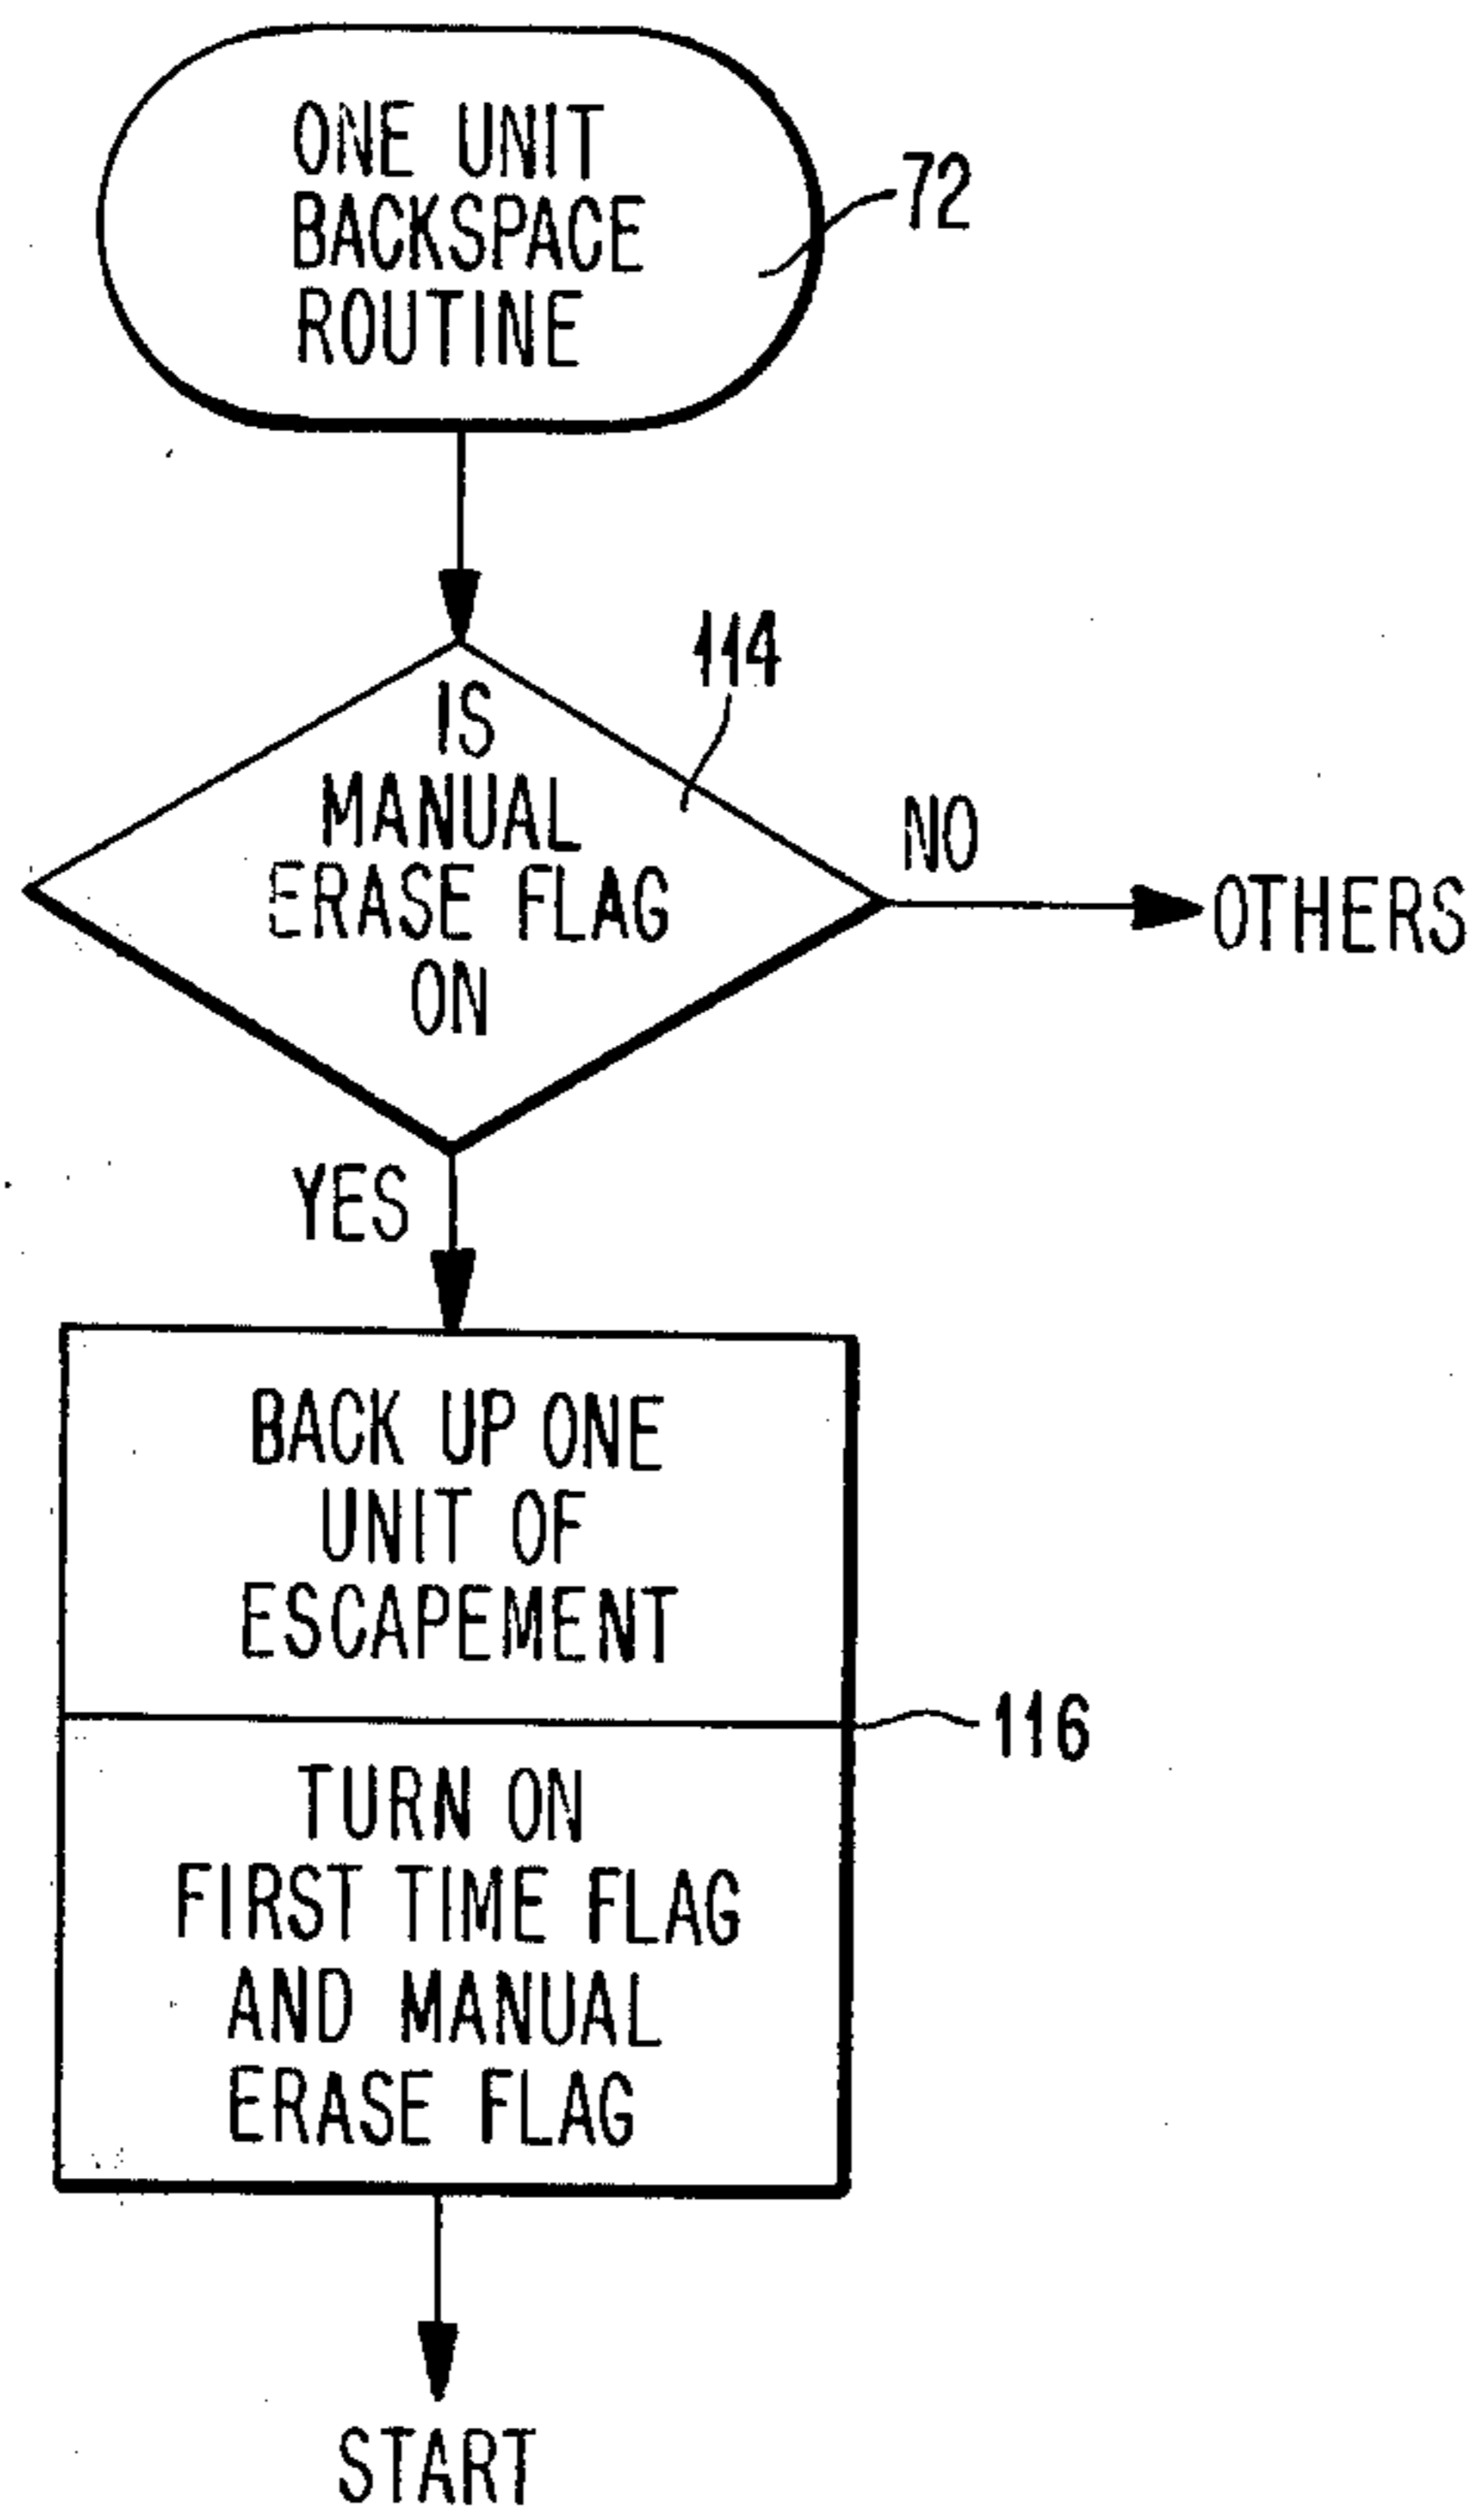 ONE UNIT
BACKSPACE
ROUTINE
72
114
IS
MANUAL
ERASE FLAG
ON
NO
OTHERS
YES
BACK UP ONE
UNIT OF
ESCAPEMENT
116
TURN ON
FIRST TIME FLAG
AND MANUAL
ERASE FLAG
START